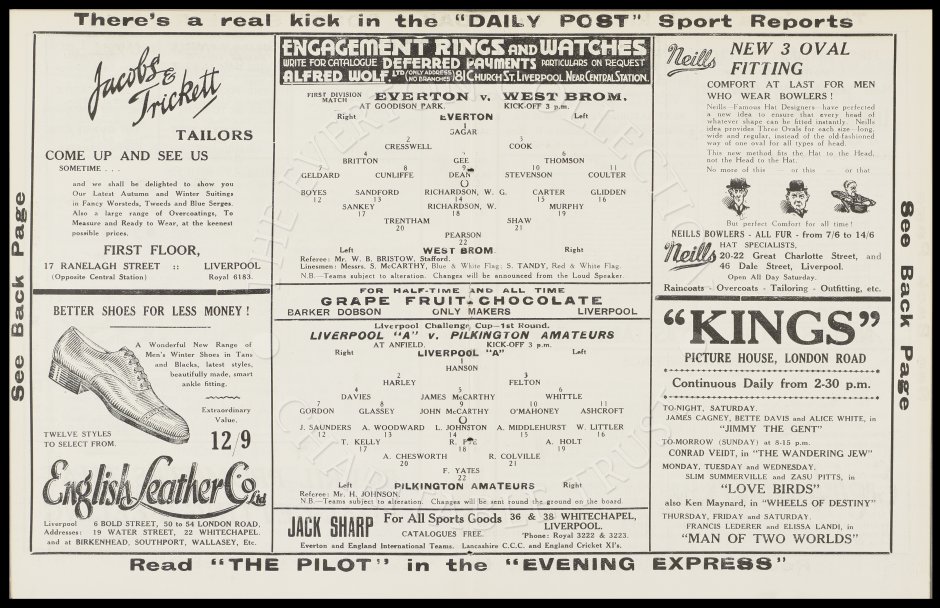 There's a real kick in the "DAILY POST" Sport Reports
See Back Page
Jacobs & Trickett
TAILORS
COME UP AND SEE US
SOMETIME . . .
and we shall be delighted to show you
Our Latest Autumn and Winter Suitings
in Fancy Worsteds, Tweeds and Blue Serges.
Also a large range of Overcoatings, To
Measure and Ready to Wear, at the keenest
possible prices.
FIRST FLOOR,
17 RANELAGH STREET :: LIVERPOOL
(Opposite Central Station) Royal 6183.
BETTER SHOES FOR LESS MONEY !
A Wonderful New Range of
Men's Winter Shoes in Tans
and Blacks, latest styles,
beautifully made, smart
ankle fitting.
Extraordinary
Value.
12/9
TWELVE STYLES
TO SELECT FROM.
English Leather Co. Ltd
Liverpool 6 BOLD STREET, 50 to 54 LONDON ROAD.
Addresses: 19 WATER STREET, 22 WHITECHAPEL.
and at BIRKENHEAD, SOUTHPORT, WALLASEY, Etc.
ENGAGEMENT RINGS AND WATCHES
WRITE FOR CATALOGUE DEFERRED PAYMENTS PARTICULARS ON REQUEST
ALFRED WOLF, LTD (ONLY ADDRESS NO BRANCHES) 81 CHURCH ST. LIVERPOOL. NEAR CENTRAL STATION.
FIRST DIVISION MATCH EVERTON v. WEST BROM.
AT GOODISON PARK. KICK-OFF 3 p.m.
Right EVERTON Left
1
SAGAR
2 3
CRESSWELL COOK
4 5 6
BRITTON GEE THOMSON
7 8 9 10 11
GELDARD CUNLIFFE DEAN STEVENSON COULTER
O
BOYES SANDFORD RICHARDSON, W. G. CARTER GLIDDEN
12 13 14 15 16
SANKEY RICHARDSON, W. MURPHY
17 18 19
TRENTHAM SHAW
20 21
PEARSON
22
Left WEST BROM Right
Referee: Mr. W. B. BRISTOW, Stafford.
Linesmen: Messrs. S. McCARTHY, Blue & White Flag; S. TANDY, Red & White Flag.
N.B.—Teams subject to alteration. Changes will be announced from the Loud Speaker.
FOR HALF-TIME AND ALL TIME
GRAPE FRUIT-CHOCOLATE
BARKER DOBSON ONLY MAKERS LIVERPOOL
Liverpool Challenge Cup—1st Round.
LIVERPOOL "A" v. PILKINGTON AMATEURS
AT ANFIELD. KICK-OFF 3 p.m.
Right LIVERPOOL "A" Left
1
HANSON
2 3
HARLEY FELTON
4 5 6
DAVIES JAMES McCARTHY WHITTLE
7 8 9 10 11
GORDON GLASSEY JOHN McCARTHY O'MAHONEY ASHCROFT
O
J. SAUNDERS A. WOODWARD L. JOHNSTON A. MIDDLEHURST W. LITTLER
12 13 14 15 16
T. KELLY R. A. HOLT
17 18 19
A. CHESWORTH R. COLVILLE
20 21
F. YATES
22
Left PILKINGTON AMATEURS Right
Referee: Mr. H. JOHNSON.
N.B.—Teams subject to alteration. Changes will be sent round the ground on the board.
JACK SHARP For All Sports Goods 36 & 38 WHITECHAPEL,
LIVERPOOL.
CATALOGUES FREE. 'Phone: Royal 3222 & 3223.
Everton and England International Teams. Lancashire C.C.C. and England Cricket XI's.
Neills NEW 3 OVAL
FITTING
COMFORT AT LAST FOR MEN
WHO WEAR BOWLERS !
Neills—Famous Hat Designers—have perfected
a new idea to ensure that every head of
whatever shape can be fitted instantly. Neills
idea provides Three Ovals for each size—long,
wide and regular, instead of the old-fashioned
way of one oval for all types of head.
This new method fits the Hat to the Head,
not the Head to the Hat.
No more of this — or this — or that
But perfect Comfort for all time!
NEILLS BOWLERS - ALL FUR - from 7/6 to 14/6
Neills HAT SPECIALISTS,
20-22 Great Charlotte Street, and
46 Dale Street, Liverpool.
Open All Day Saturday.
Raincoats - Overcoats - Tailoring - Outfitting, etc.
"KINGS"
PICTURE HOUSE, LONDON ROAD
Continuous Daily from 2-30 p.m.
TO-NIGHT, SATURDAY.
JAMES CAGNEY, BETTE DAVIS and ALICE WHITE, in
"JIMMY THE GENT"
TO-MORROW (SUNDAY) at 8-15 p.m.
CONRAD VEIDT, in "THE WANDERING JEW"
MONDAY, TUESDAY and WEDNESDAY.
SLIM SUMMERVILLE and ZASU PITTS, in
"LOVE BIRDS"
also Ken Maynard, in "WHEELS OF DESTINY"
THURSDAY, FRIDAY and SATURDAY.
FRANCIS LEDERER and ELISSA LANDI, in
"MAN OF TWO WORLDS"
See Back Page
Read "THE PILOT" in the "EVENING EXPRESS"